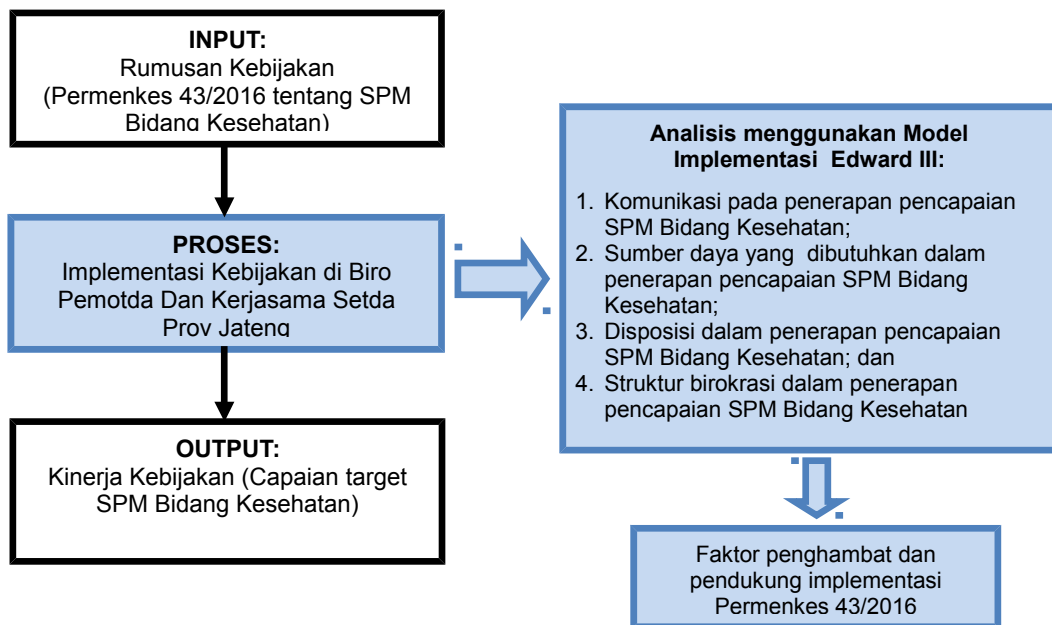 INPUT:
Rumusan Kebijakan
(Permenkes 43/2016 tentang SPM
Bidang Kesehatan)
PROSES:
Implementasi Kebijakan di Biro
Pemotda Dan Kerjasama Setda
Prov Jateng
OUTPUT:
Kinerja Kebijakan (Capaian target
SPM Bidang Kesehatan)
Analisis menggunakan Model
Implementasi Edward III:
1. Komunikasi pada penerapan pencapaian
SPM Bidang Kesehatan;
2. Sumber daya yang dibutuhkan dalam
penerapan pencapaian SPM Bidang
Kesehatan;
3. Disposisi dalam penerapan pencapaian
SPM Bidang Kesehatan; dan
4. Struktur birokrasi dalam penerapan
pencapaian SPM Bidang Kesehatan
Faktor penghambat dan
pendukung implementasi
Permenkes 43/2016